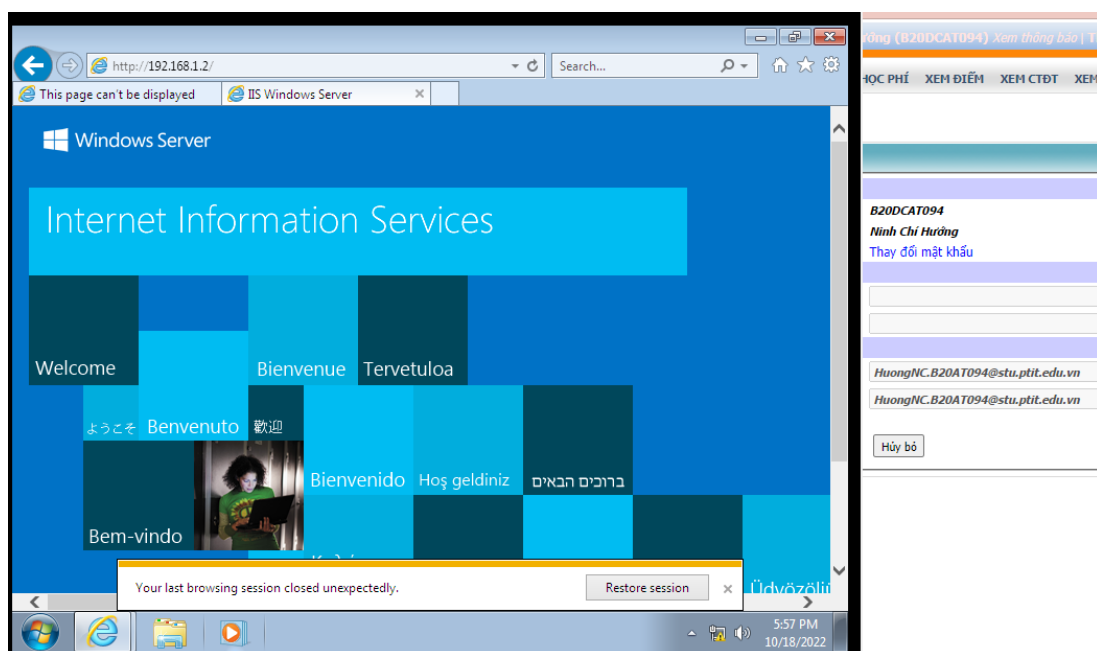 http://192.168.1.2/
Search...
This page can't be displayed
IIS Windows Server
Windows Server
Internet Information Services
Welcome
Bienvenue
Tervetuloa
ようこそ
Benvenuto
歡迎
Bienvenido
Hoş geldiniz
ברוכים הבאים
Bem-vindo
Üdvözöljü
Your last browsing session closed unexpectedly.
Restore session
5:57 PM
10/18/2022
ờng (B20DCAT094) Xem thông báo | T
HỌC PHÍ XEM ĐIỂM XEM CTĐT XEM
B20DCAT094
Ninh Chí Hưởng
Thay đổi mật khẩu
HuongNC.B20AT094@stu.ptit.edu.vn
HuongNC.B20AT094@stu.ptit.edu.vn
Hủy bỏ